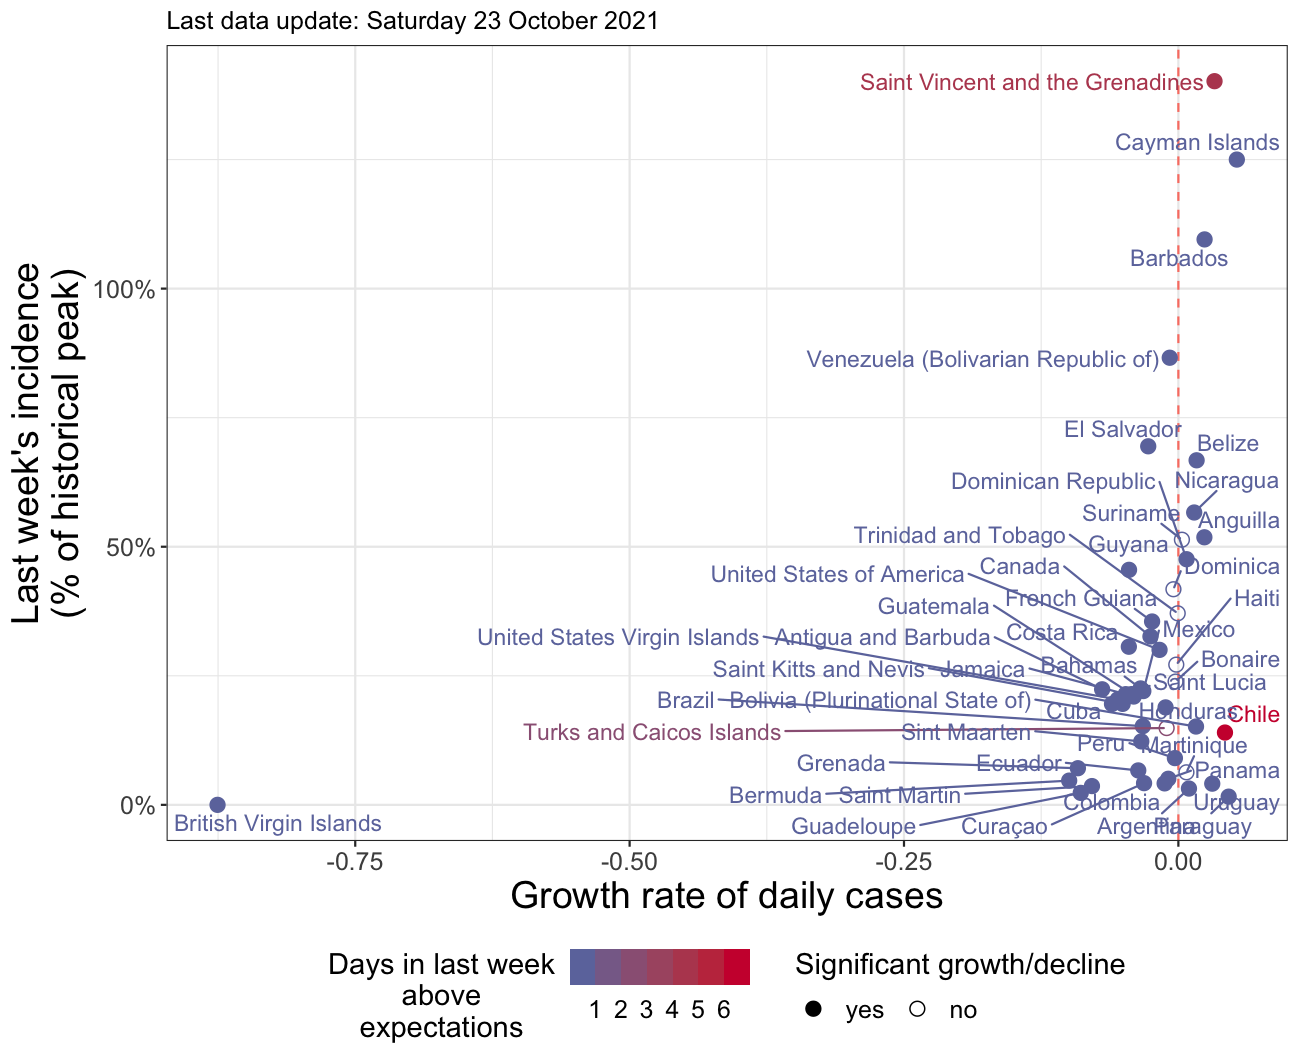 Last data update: Saturday 23 October 2021
Last week's incidence
(% of historical peak)
100%
50%
0%
Saint Vincent and the Grenadines
Cayman Islands
Barbados
Venezuela (Bolivarian Republic of)
El Salvador
Belize
Dominican Republic
Nicaragua
Suriname
Anguilla
Trinidad and Tobago
Guyana
Canada
Dominica
United States of America
French Guiana
Haiti
Guatemala
Costa Rica
Mexico
United States Virgin Islands
Antigua and Barbuda
Bahamas
Bonaire
Saint Kitts and Nevis
Jamaica
Saint Lucia
Brazil
Bolivia (Plurinational State of)
Cuba
Honduras
Chile
Turks and Caicos Islands
Sint Maarten
Peru
Martinique
Grenada
Ecuador
Panama
Bermuda
Saint Martin
Colombia
Uruguay
Guadeloupe
Curaçao
Argentina
Paraguay
British Virgin Islands
-0.75
-0.50
-0.25
0.00
Growth rate of daily cases
Days in last week
above
expectations
1 2 3 4 5 6
Significant growth/decline
yes
no